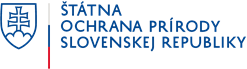 ŠTÁTNA
OCHRANA PRÍRODY
SLOVENSKEJ REPUBLIKY